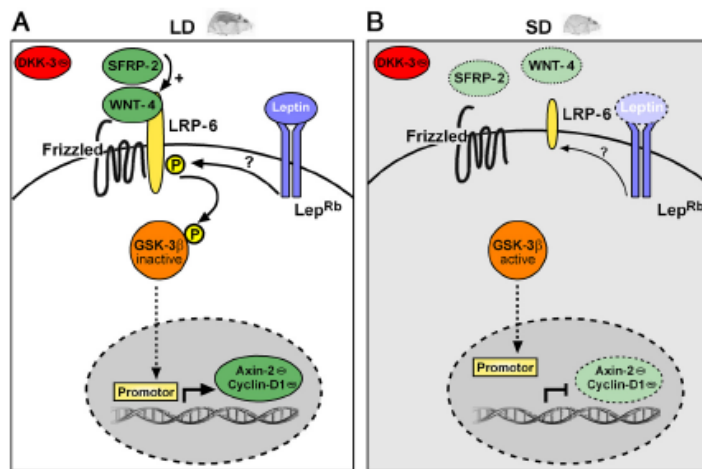 A
LD
DKK-3⊖
SFRP-2
+
WNT-4
LRP-6
Frizzled
Leptin
P
?
Lep^Rb
P
GSK-3β
inactive
Axin-2⊖
Cyclin-D1⊖
Promotor
B
SD
DKK-3⊖
SFRP-2
WNT-4
LRP-6
Leptin
Frizzled
?
Lep^Rb
GSK-3β
active
Promotor
Axin-2⊖
Cyclin-D1⊖